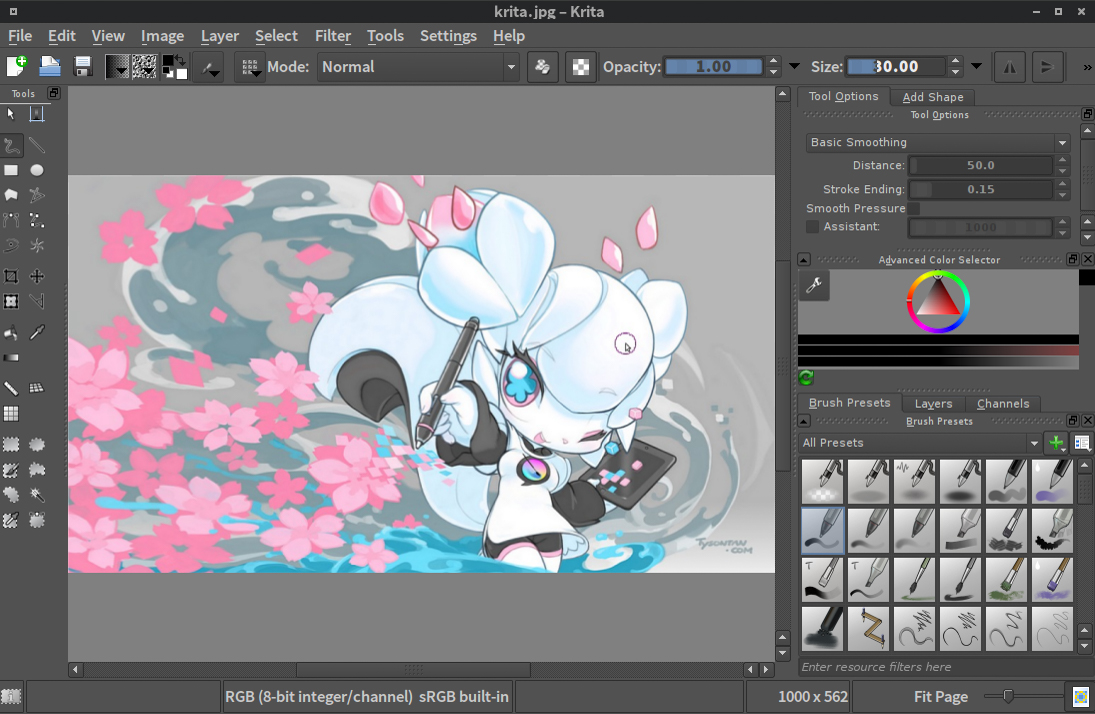 krita.jpg – Krita
File Edit View Image Layer Select Filter Tools Settings Help
Mode: Normal Opacity: 1.00 Size: 30.00 »
Tools
Tool Options Add Shape
Tool Options
Basic Smoothing
Distance: 50.0
Stroke Ending: 0.15
Smooth Pressure
Assistant: 1000
Advanced Color Selector
Brush Presets Layers Channels
Brush Presets
All Presets
T T
TYSONTAN
.COM
Enter resource filters here
RGB (8-bit integer/channel) sRGB built-in 1000 x 562 Fit Page